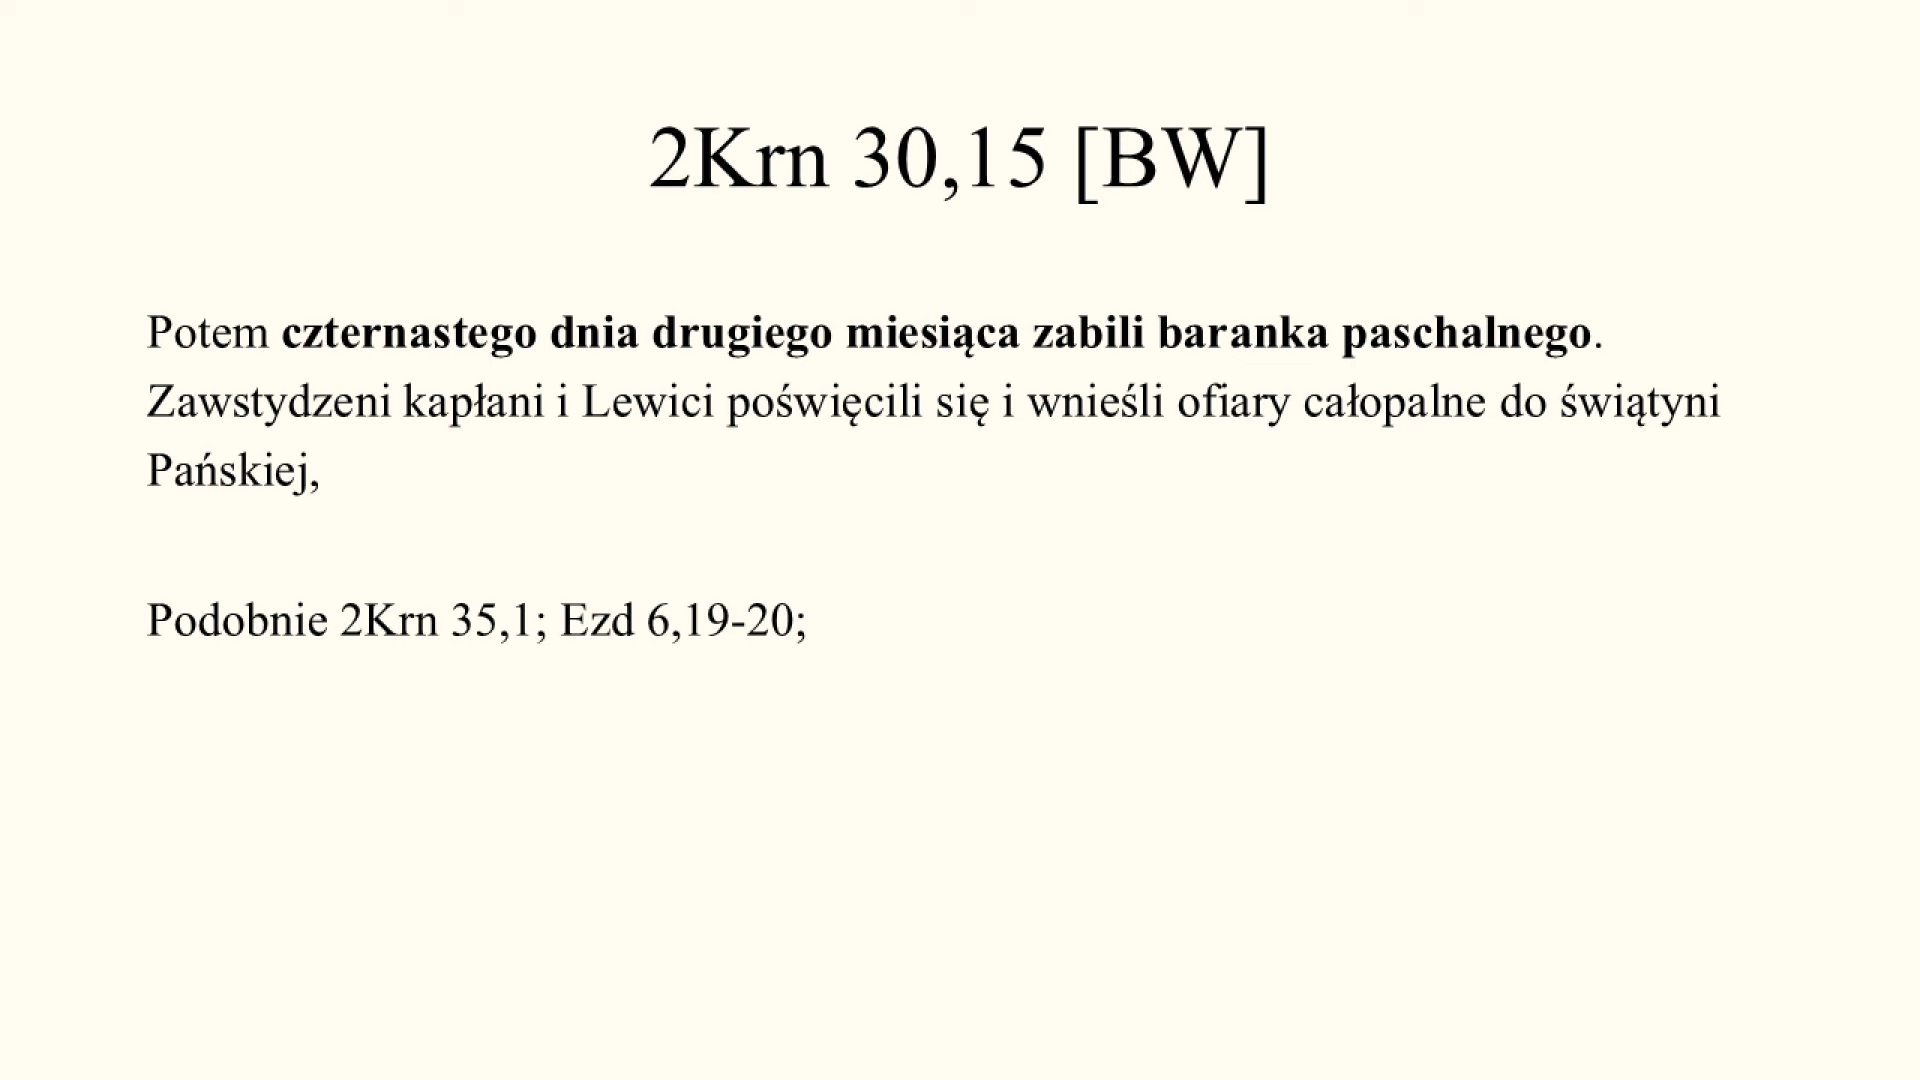 2Krn 30,15 [BW]
Potem czternastego dnia drugiego miesiąca zabili baranka paschalnego.
Zawstydzeni kapłani i Lewici poświęcili się i wnieśli ofiary całopalne do świątyni
Pańskiej,
Podobnie 2Krn 35,1; Ezd 6,19-20;